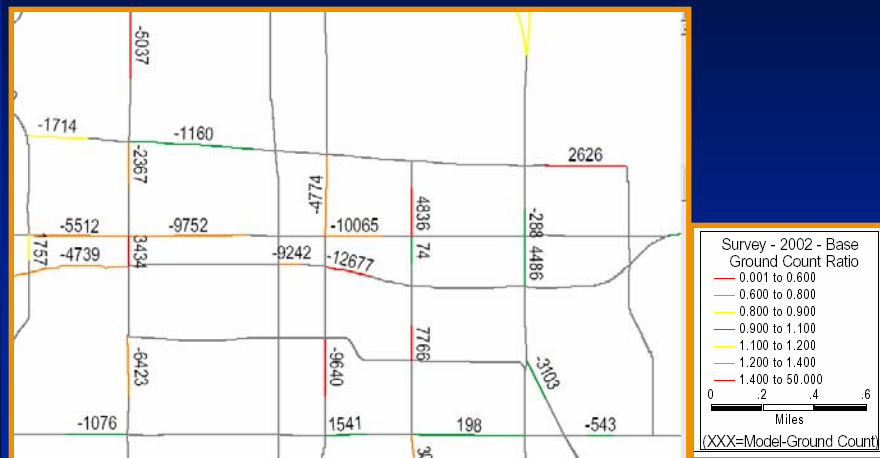 -5037
-1714
-1160
-2367
2626
-4774
4836
-288
-5512
-9752
-10065
1757
3434
74
4486
-4739
-9242
-12677
7766
-6423
-9640
-3103
-1076
1541
198
-543
Survey - 2002 - Base
Ground Count Ratio
0.001 to 0.600
0.600 to 0.800
0.800 to 0.900
0.900 to 1.100
1.100 to 1.200
1.200 to 1.400
1.400 to 50.000
0 .2 .4 .6
Miles
(XXX=Model-Ground Count)